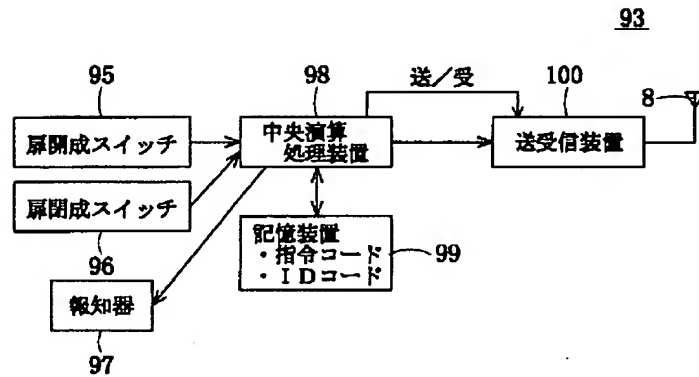 93
95
98
送/受
100
8
扉開成スイッチ
中央演算
処理装置
送受信装置
扉閉成スイッチ
96
記憶装置
・指令コード
・IDコード
99
報知器
97